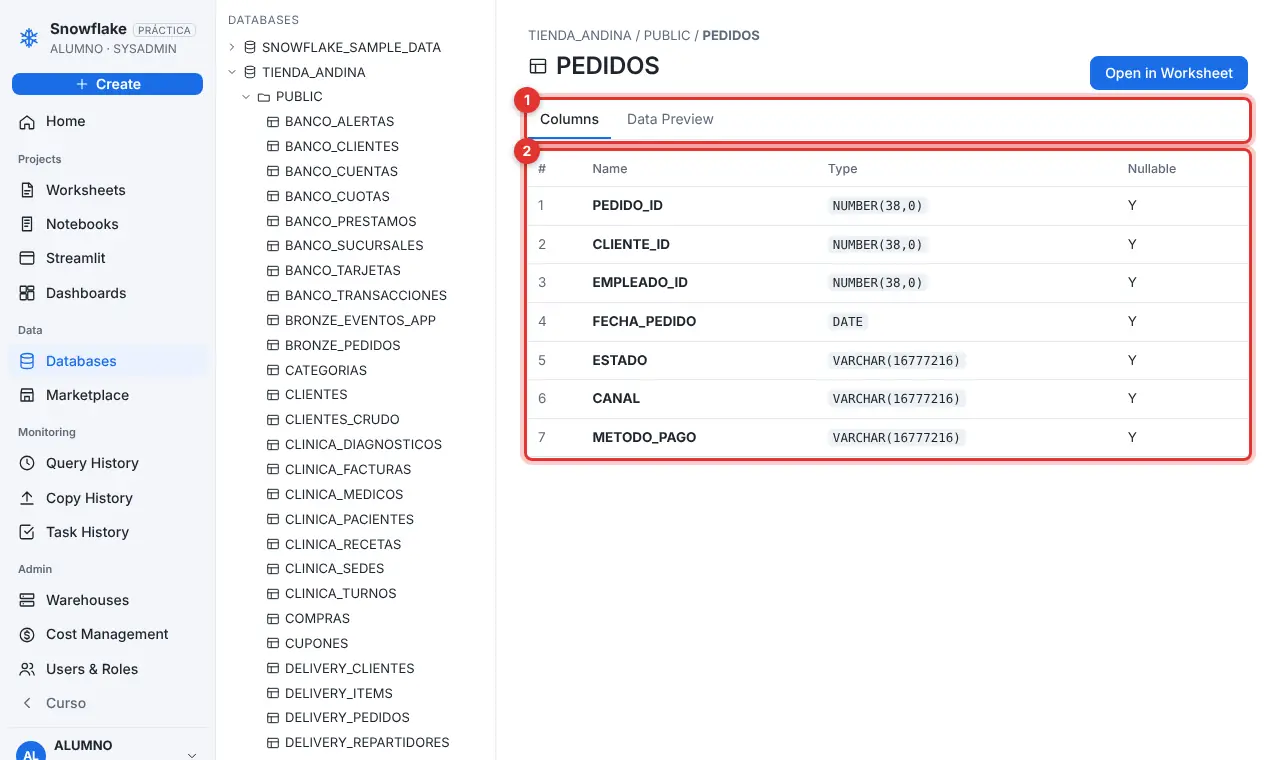 Snowflake PRÁCTICA
ALUMNO · SYSADMIN
+ Create
Home
Projects
Worksheets
Notebooks
Streamlit
Dashboards
Data
Databases
Marketplace
Monitoring
Query History
Copy History
Task History
Admin
Warehouses
Cost Management
Users & Roles
Curso
AL ALUMNO
DATABASES
SNOWFLAKE_SAMPLE_DATA
TIENDA_ANDINA
PUBLIC
BANCO_ALERTAS
BANCO_CLIENTES
BANCO_CUENTAS
BANCO_CUOTAS
BANCO_PRESTAMOS
BANCO_SUCURSALES
BANCO_TARJETAS
BANCO_TRANSACCIONES
BRONZE_EVENTOS_APP
BRONZE_PEDIDOS
CATEGORIAS
CLIENTES
CLIENTES_CRUDO
CLINICA_DIAGNOSTICOS
CLINICA_FACTURAS
CLINICA_MEDICOS
CLINICA_PACIENTES
CLINICA_RECETAS
CLINICA_SEDES
CLINICA_TURNOS
COMPRAS
CUPONES
DELIVERY_CLIENTES
DELIVERY_ITEMS
DELIVERY_PEDIDOS
DELIVERY_REPARTIDORES
TIENDA_ANDINA / PUBLIC / PEDIDOS
PEDIDOS
Open in Worksheet
1
Columns Data Preview
2
# Name Type Nullable
1 PEDIDO_ID NUMBER(38,0) Y
2 CLIENTE_ID NUMBER(38,0) Y
3 EMPLEADO_ID NUMBER(38,0) Y
4 FECHA_PEDIDO DATE Y
5 ESTADO VARCHAR(16777216) Y
6 CANAL VARCHAR(16777216) Y
7 METODO_PAGO VARCHAR(16777216) Y